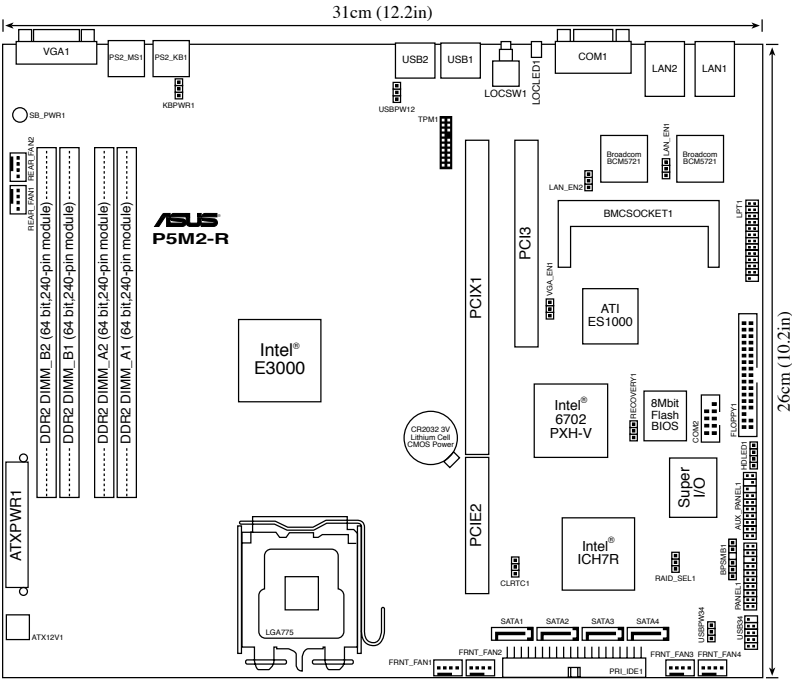 31cm (12.2in)
VGA1
PS2_MS1
PS2_KB1
KBPWR1
USB2
USB1
USBPW12
LOCSW1
LOCLED1
COM1
LAN2
LAN1
SB_PWR1
TPM1
REAR_FAN2
REAR_FAN1
Broadcom
BCM5721
LAN_EN1
Broadcom
BCM5721
LAN_EN2
DDR2 DIMM_B2 (64 bit,240-pin module)
DDR2 DIMM_B1 (64 bit,240-pin module)
DDR2 DIMM_A2 (64 bit,240-pin module)
DDR2 DIMM_A1 (64 bit,240-pin module)
ASUS
P5M2-R
PCIX1
PCI3
BMCSOCKET1
LPT1
VGA_EN1
ATI
ES1000
26cm (10.2in)
Intel®
E3000
Intel®
6702
PXH-V
RECOVERY1
8Mbit
Flash
BIOS
COM2
FLOPPY1
CR2032 3V
Lithium Cell
CMOS Power
HDLED1
Super
I/O
AUX_PANEL1
ATXPWR1
PCIE2
Intel®
ICH7R
CLRTC1
RAID_SEL1
BPSMB1
PANEL1
ATX12V1
LGA775
SATA1
SATA2
SATA3
SATA4
USBPW34
USB34
FRNT_FAN1
FRNT_FAN2
PRI_IDE1
FRNT_FAN3
FRNT_FAN4